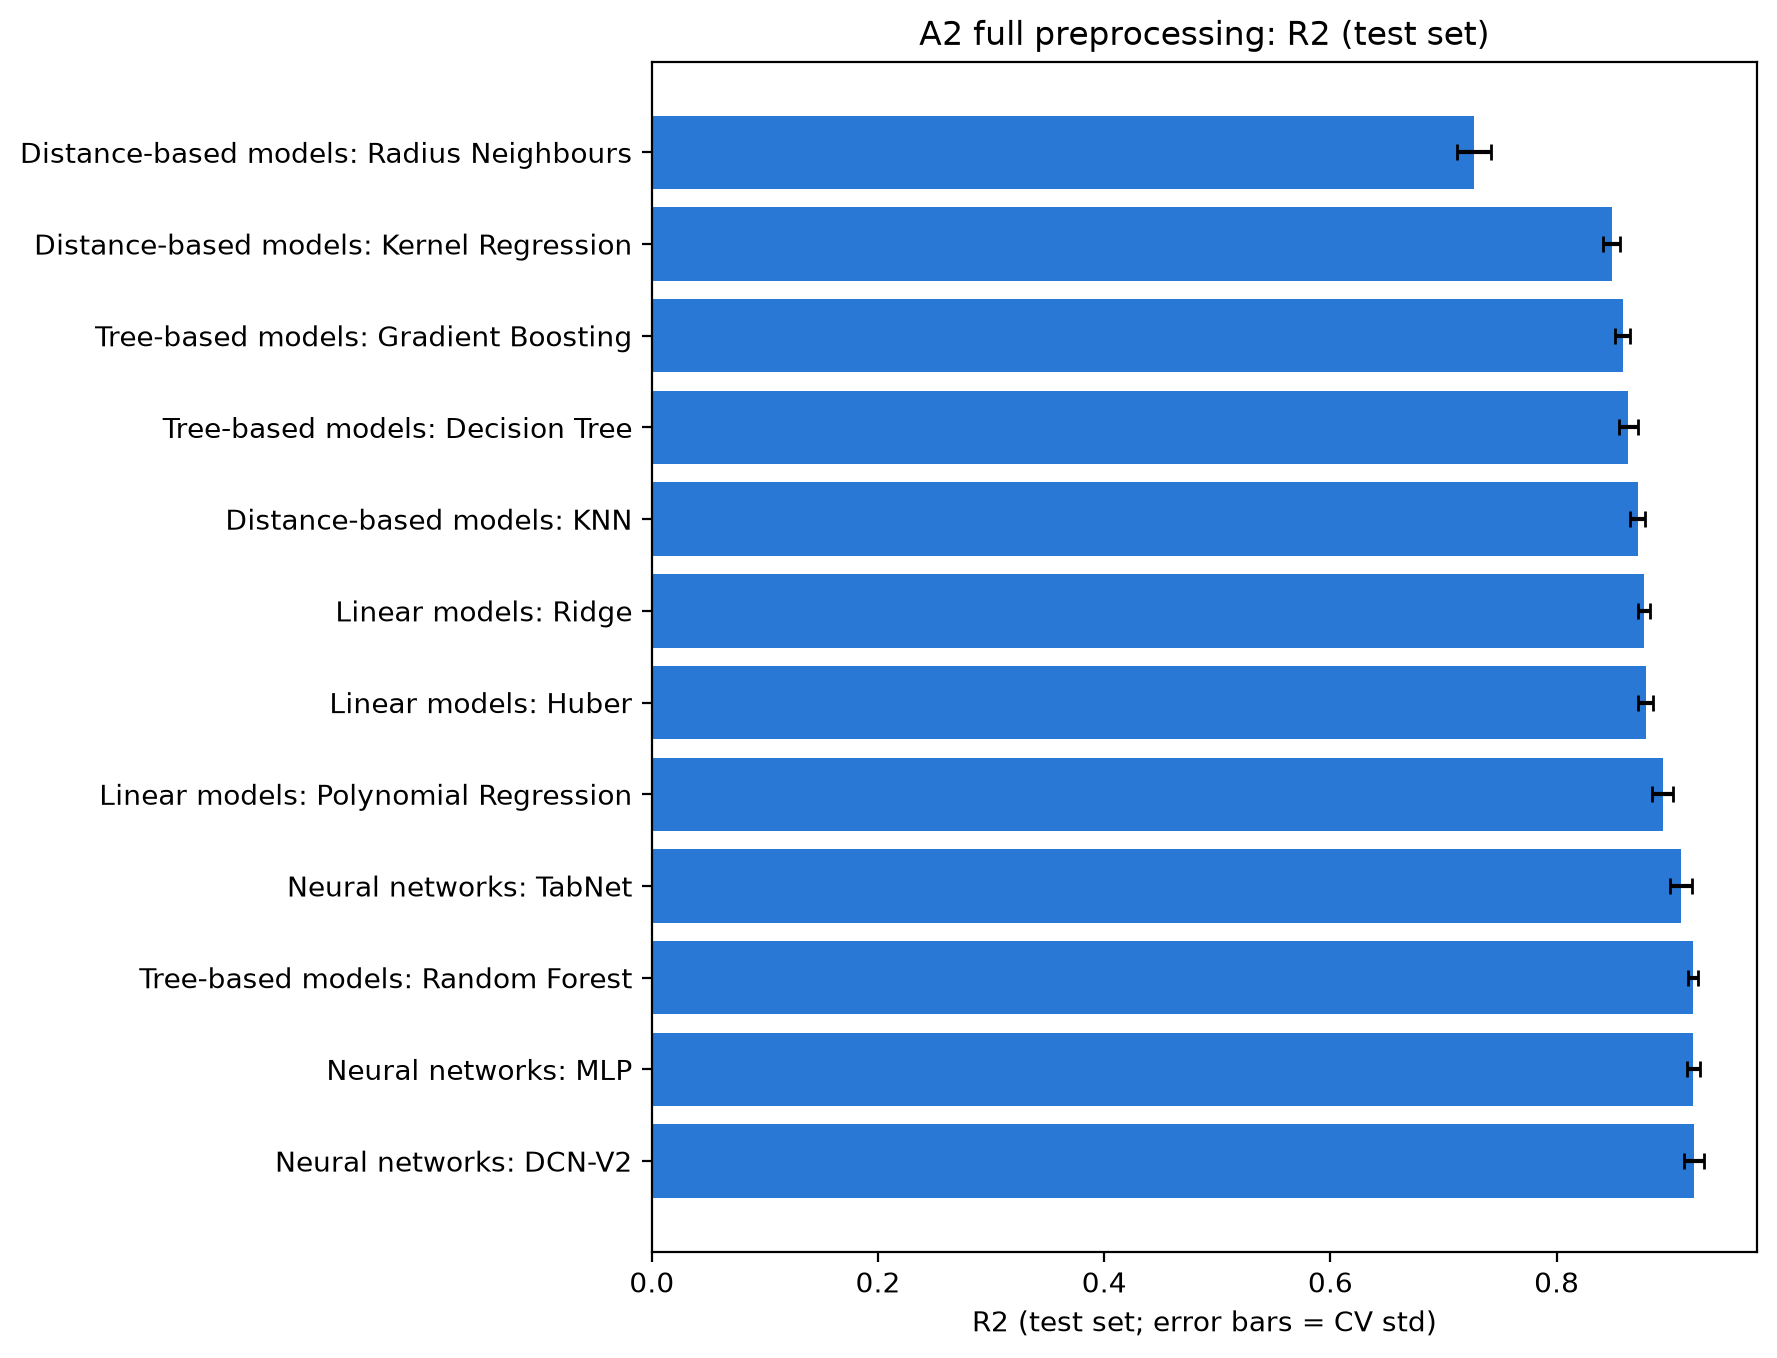 A2 full preprocessing: R2 (test set)
Distance-based models: Radius Neighbours
Distance-based models: Kernel Regression
Tree-based models: Gradient Boosting
Tree-based models: Decision Tree
Distance-based models: KNN
Linear models: Ridge
Linear models: Huber
Linear models: Polynomial Regression
Neural networks: TabNet
Tree-based models: Random Forest
Neural networks: MLP
Neural networks: DCN-V2
0.0 0.2 0.4 0.6 0.8
R2 (test set; error bars = CV std)